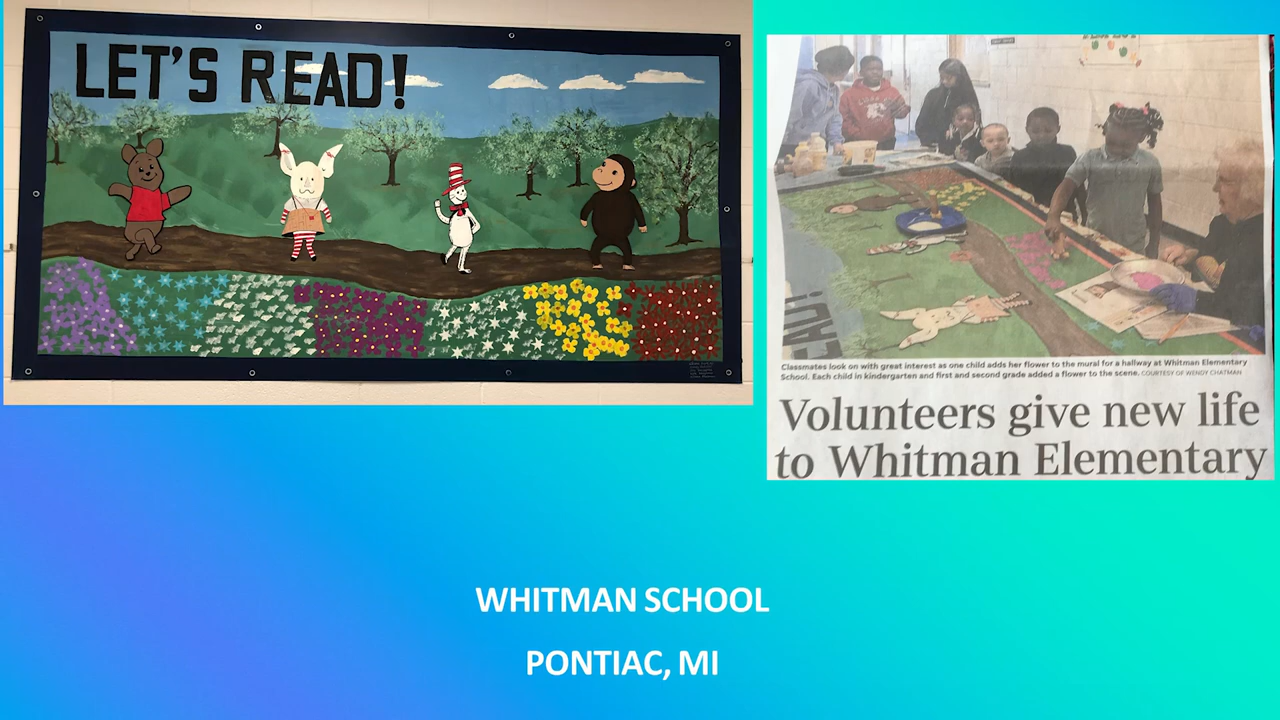 LET'S READ!
Classmates look on with great interest as one child adds her flower to the mural for a hallway at Whitman Elementary
School. Each child in kindergarten and first and second grade added a flower to the scene. COURTESY OF WENDY CHATMAN
Volunteers give new life
to Whitman Elementary
WHITMAN SCHOOL
PONTIAC, MI